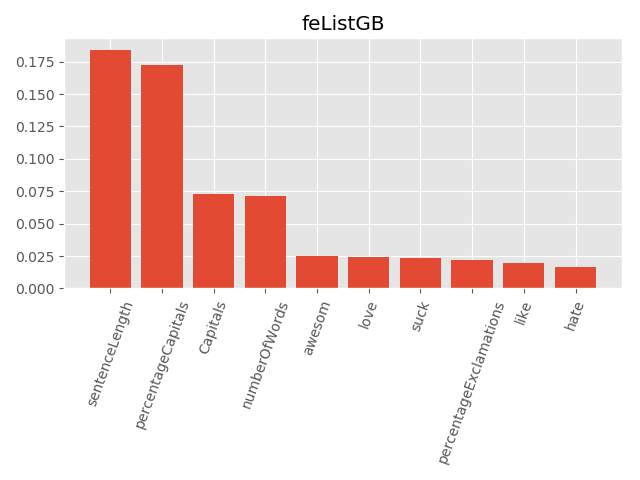 feListGB
0.175
0.150
0.125
0.100
0.075
0.050
0.025
0.000
sentenceLength
percentageCapitals
Capitals
numberOfWords
awesom
love
suck
percentageExclamations
like
hate